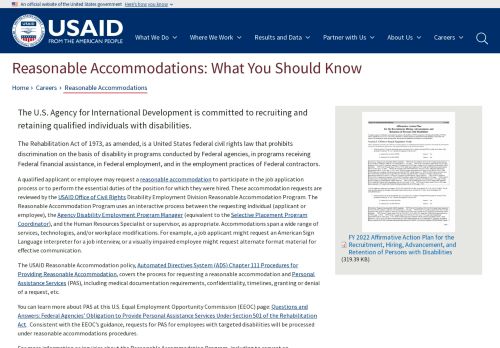 An official website of the United States government Here's how you know
USAID
FROM THE AMERICAN PEOPLE
What We Do
Where We Work
Results and Data
Partner with Us
About Us
Careers
Reasonable Accommodations: What You Should Know
Home › Careers › Reasonable Accommodations
The U.S. Agency for International Development is committed to recruiting and
retaining qualified individuals with disabilities.
The Rehabilitation Act of 1973, as amended, is a United States federal civil rights law that prohibits
discrimination on the basis of disability in programs conducted by Federal agencies, in programs receiving
Federal financial assistance, in Federal employment, and in the employment practices of Federal contractors.
A qualified applicant or employee may request a reasonable accommodation to participate in the job application
process or to perform the essential duties of the position for which they were hired. These accommodation requests are
reviewed by the USAID Office of Civil Rights Disability Employment Division Reasonable Accommodation Program. The
Reasonable Accommodation Program uses an interactive process between the requesting individual (applicant or
employee), the Agency Disability Employment Program Manager (equivalent to the Selective Placement Program
Coordinator), and the Human Resources Specialist or supervisor, as appropriate. Accommodations span a wide range of
services, technologies, and/or workplace modifications. For example, a job applicant might request an American Sign
Language interpreter for a job interview, or a visually impaired employee might request alternate format material for
effective communication.
The USAID Reasonable Accommodation policy, Automated Directives System (ADS) Chapter 111 Procedures for
Providing Reasonable Accommodation, covers the process for requesting a reasonable accommodation and Personal
Assistance Services (PAS), including medical documentation requirements, confidentiality, timelines, granting or denial
of a request, etc.
You can learn more about PAS at this U.S. Equal Employment Opportunity Commission (EEOC) page: Questions and
Answers: Federal Agencies' Obligation to Provide Personal Assistance Services Under Section 501 of the Rehabilitation
Act. Consistent with the EEOC's guidance, requests for PAS for employees with targeted disabilities will be processed
under reasonable accommodations procedures.
FY 2022 Affirmative Action Plan for the
Recruitment, Hiring, Advancement, and
Retention of Persons with Disabilities
(319.39 KB)